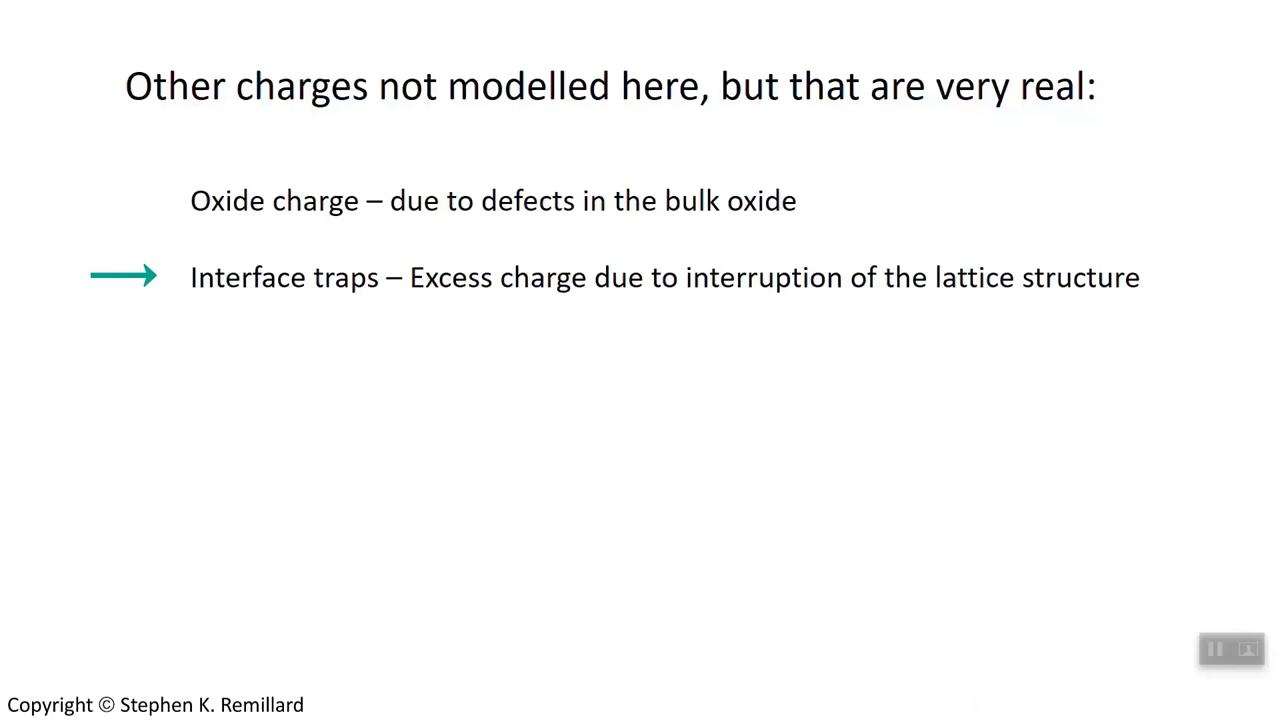 Other charges not modelled here, but that are very real:
Oxide charge – due to defects in the bulk oxide
Interface traps – Excess charge due to interruption of the lattice structure
Copyright © Stephen K. Remillard